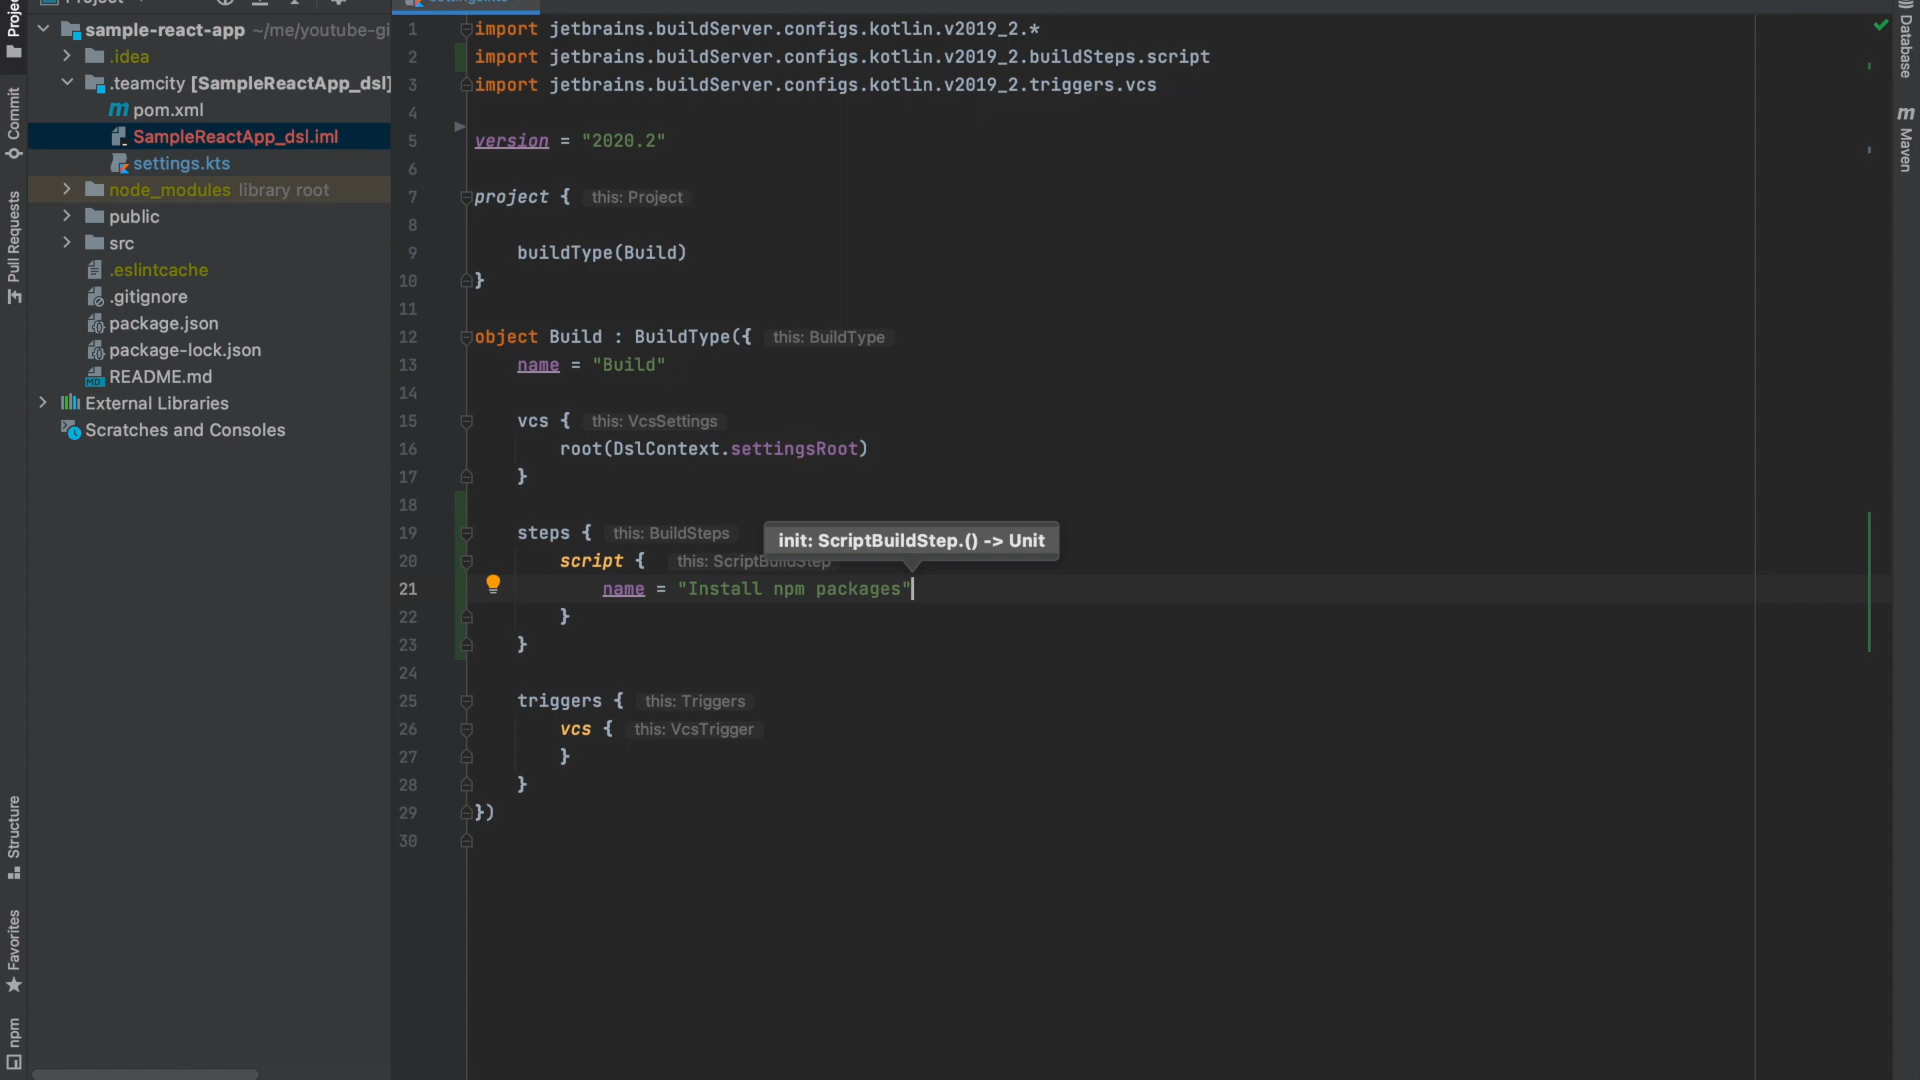 Project
sample-react-app ~/me/youtube-gi
.idea
.teamcity [SampleReactApp_dsl]
pom.xml
SampleReactApp_dsl.iml
settings.kts
node_modules library root
public
src
.eslintcache
.gitignore
package.json
package-lock.json
README.md
External Libraries
Scratches and Consoles
Commit
Pull Requests
Structure
Favorites
npm
1 import jetbrains.buildServer.configs.kotlin.v2019_2.*
2 import jetbrains.buildServer.configs.kotlin.v2019_2.buildSteps.script
3 import jetbrains.buildServer.configs.kotlin.v2019_2.triggers.vcs
4
5 version = "2020.2"
6
7 project { this: Project
8
9 buildType(Build)
10 }
11
12 object Build : BuildType({ this: BuildType
13 name = "Build"
14
15 vcs { this: VcsSettings
16 root(DslContext.settingsRoot)
17 }
18
19 steps { this: BuildSteps
init: ScriptBuildStep.() -> Unit
20 script { this: ScriptBuildStep
21 name = "Install npm packages"
22 }
23 }
24
25 triggers { this: Triggers
26 vcs { this: VcsTrigger
27 }
28 }
29 })
30
Database
Maven